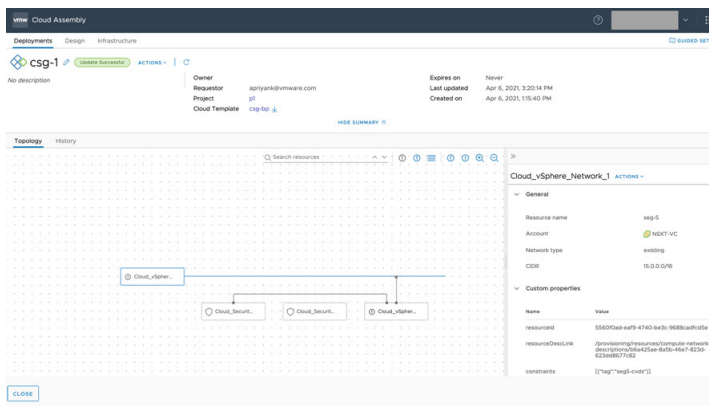 vmw Cloud Assembly
Deployments Design Infrastructure
GUIDED SET
csg-1 Update Successful ACTIONS
No description
Owner
Requestor apriyank@vmware.com
Project p1
Cloud Template csg-bp
Expires on Never
Last updated Apr 6, 2021, 3:20:14 PM
Created on Apr 6, 2021, 1:15:40 PM
HIDE SUMMARY
Topology History
Search resources
Cloud_vSpher...
Cloud_Securit...
Cloud_Securit...
Cloud_vSpher...
Cloud_vSphere_Network_1 ACTIONS
General
Resource name seg-5
Account NSXT-VC
Network type existing
CIDR 15.0.0.0/16
Custom properties
Name Value
resourceId 5560f0ad-eaf9-4740-be3c-9688cadfcd5e
resourceDescLink /provisioning/resources/compute-network-
descriptions/b6a425ae-8a5b-46e7-823d-
623dd8677c82
constraints [{"tag":"seg5-cvds"}]
CLOSE